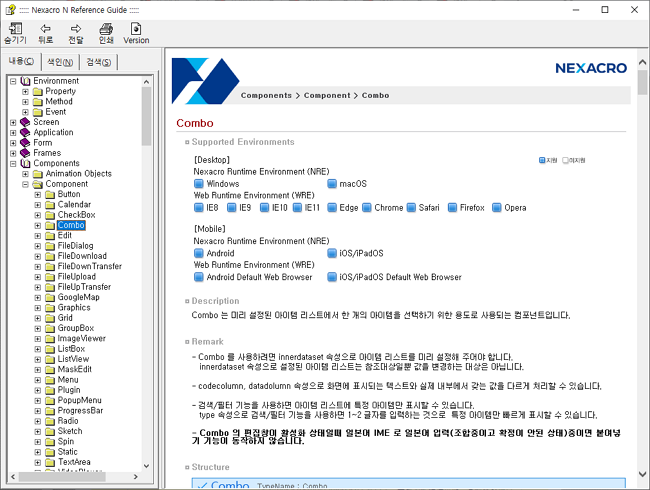 ::::: Nexacro N Reference Guide :::::
숨기기 뒤로 전달 인쇄 Version
내용(C) 색인(N) 검색(S)
Environment
Property
Method
Event
Screen
Application
Form
Frames
Components
Animation Objects
Component
Button
Calendar
CheckBox
Combo
Edit
FileDialog
FileDownload
FileDownTransfer
FileUpload
FileUpTransfer
GoogleMap
Graphics
Grid
GroupBox
ImageViewer
ListBox
ListView
MaskEdit
Menu
Plugin
PopupMenu
ProgressBar
Radio
Sketch
Spin
Static
TextArea
VideoPlayer
NEXACRO
Components > Component > Combo
Combo
Supported Environments
[Desktop] 지원 미지원
Nexacro Runtime Environment (NRE)
Windows macOS
Web Runtime Environment (WRE)
IE8 IE9 IE10 IE11 Edge Chrome Safari Firefox Opera
[Mobile]
Nexacro Runtime Environment (NRE)
Android iOS/iPadOS
Web Runtime Environment (WRE)
Android Default Web Browser iOS/iPadOS Default Web Browser
Description
Combo 는 미리 설정된 아이템 리스트에서 한 개의 아이템을 선택하기 위한 용도로 사용되는 컴포넌트입니다.
Remark
- Combo 를 사용하려면 innerdataset 속성으로 아이템 리스트를 미리 설정해 주어야 합니다.
innerdataset 속성으로 설정된 아이템 리스트는 참조대상일뿐 값을 변경하는 대상은 아닙니다.
- codecolumn, datadolumn 속성으로 화면에 표시되는 텍스트와 실제 내부에서 갖는 값을 다르게 처리할 수 있습니다.
- 검색/필터 기능을 사용하면 아이템 리스트에 특정 아이템만 표시할 수 있습니다.
type 속성으로 검색/필터 기능을 사용하면 1~2 글자를 입력하는 것으로 특정 아이템만 빠르게 표시할 수 있습니다.
- Combo 의 편집창이 활성화 상태일때 일본어 IME 로 일본어 입력(조합중이고 확정이 안된 상태)중이면 붙여넣
기 기능이 동작하지 않습니다.
Structure
Combo TypeName : Combo